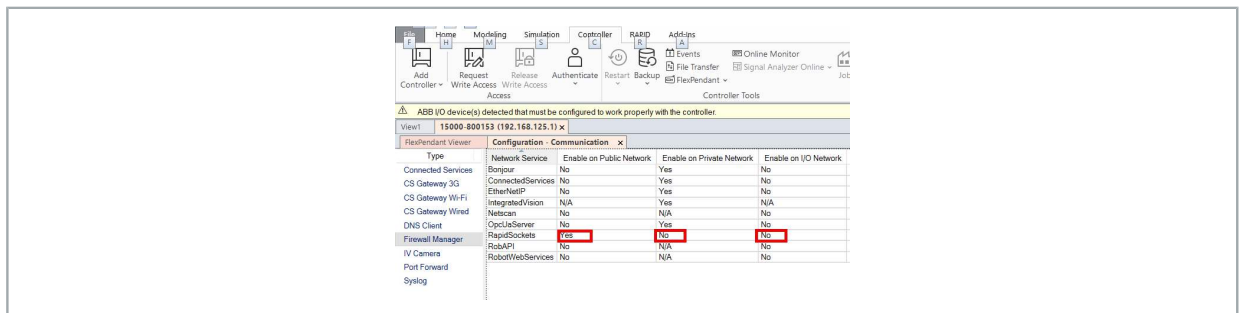 File Home Modeling Simulation Controller RAPID Add-Ins
F H M S C R A
Add Controller
Request Write Access
Release Write Access
Authenticate
Restart
Backup
Events
File Transfer
FlexPendant
Online Monitor
Signal Analyzer Online
Job
Access
Controller Tools
ABB I/O device(s) detected that must be configured to work properly with the controller.
View1 15000-800153 (192.168.125.1) x
FlexPendant Viewer Configuration - Communication x
Type
Connected Services
CS Gateway 3G
CS Gateway Wi-Fi
CS Gateway Wired
DNS Client
Firewall Manager
IV Camera
Port Forward
Syslog
Network Service Enable on Public Network Enable on Private Network Enable on I/O Network
Bonjour No Yes No
ConnectedServices No Yes No
EtherNetIP No Yes No
IntegratedVision N/A Yes N/A
Netscan No N/A No
OpcUaServer No Yes No
RapidSockets Yes No No
RobAPI No N/A No
RobotWebServices No N/A No